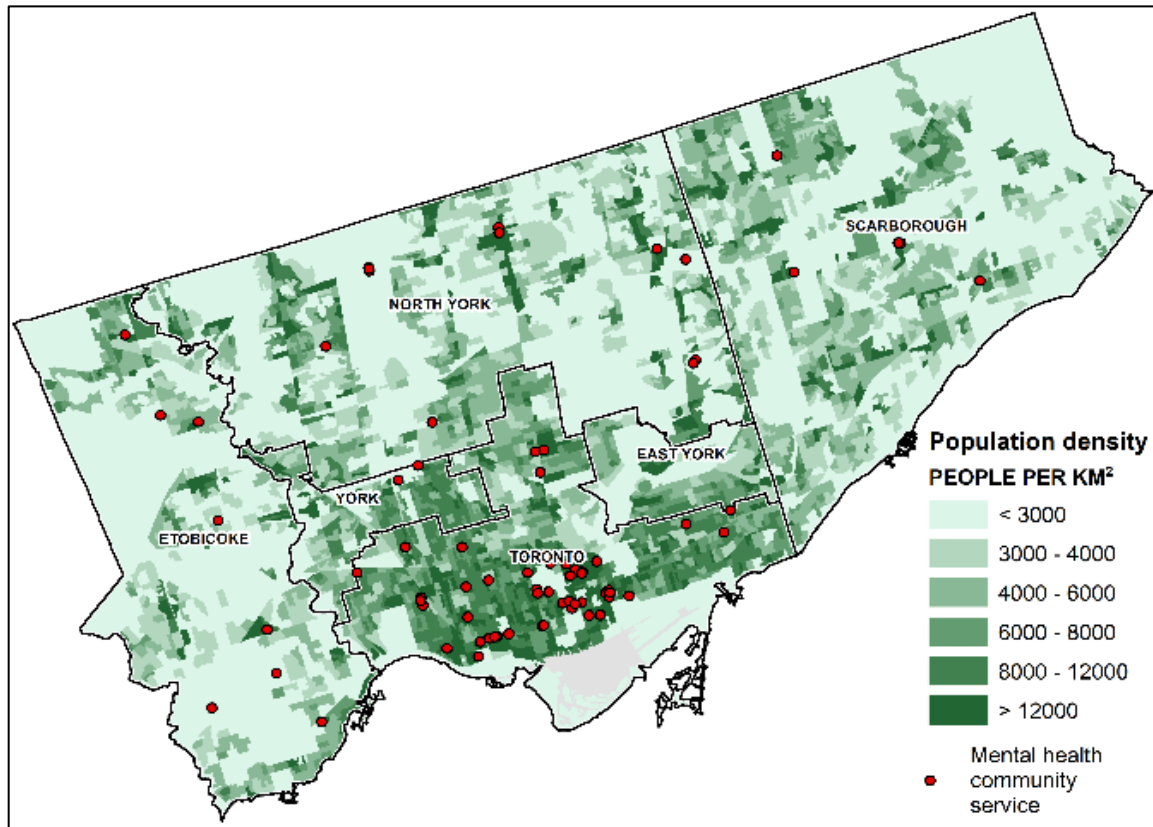 SCARBOROUGH
NORTH YORK
EAST YORK
YORK
ETOBICOKE
TORONTO
Population density
PEOPLE PER KM²
< 3000
3000 - 4000
4000 - 6000
6000 - 8000
8000 - 12000
> 12000
Mental health
community
service